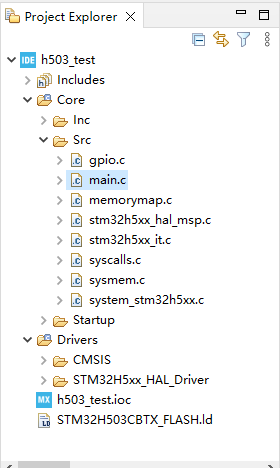 Project Explorer
IDE h503_test
Includes
Core
Inc
Src
gpio.c
main.c
memorymap.c
stm32h5xx_hal_msp.c
stm32h5xx_it.c
syscalls.c
sysmem.c
system_stm32h5xx.c
Startup
Drivers
CMSIS
STM32H5xx_HAL_Driver
MX h503_test.ioc
STM32H503CBTX_FLASH.ld